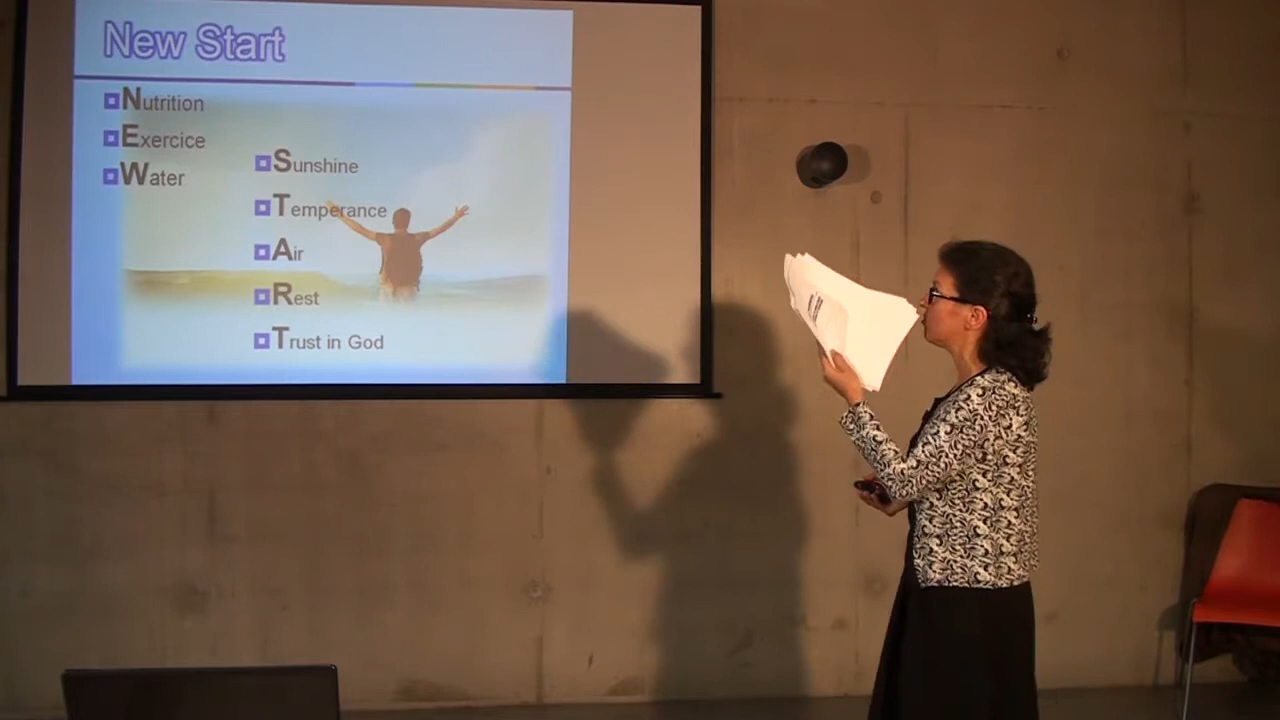 New Start
Nutrition
Exercice
Water
Sunshine
Temperance
Air
Rest
Trust in God